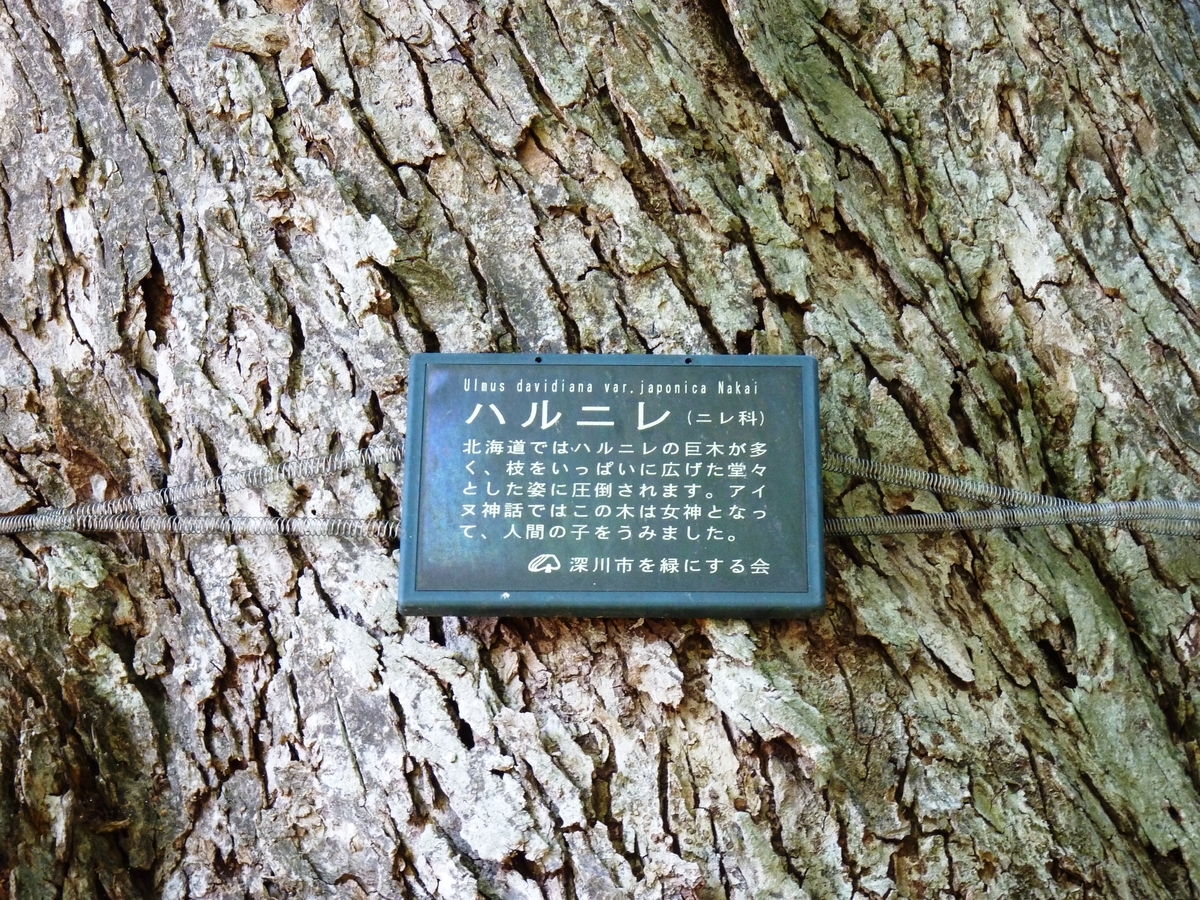 Ulmus davidiana var. japonica Nakai
ハルニレ(ニレ科)
北海道ではハルニレの巨木が多
く、枝をいっぱいに広げた堂々
とした姿に圧倒されます。アイ
ヌ神話ではこの木は女神となっ
て、人間の子をうみました。
深川市を緑にする会